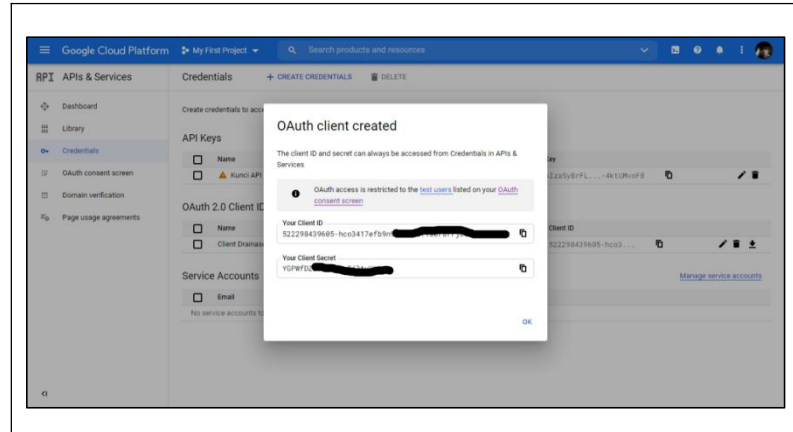 Google Cloud Platform My First Project Search products and resources
API APIs & Services Credentials + CREATE CREDENTIALS DELETE
Dashboard
Library
Credentials
OAuth consent screen
Domain verification
Page usage agreements
Create credentials to acce
API Keys
Name Key
Kunci API
OAuth 2.0 Client ID
Name Client ID
Client Drainase 522298439605-hco3...
Service Accounts Manage service accounts
Email
No service accounts to
OAuth client created
The client ID and secret can always be accessed from Credentials in APIs &
Services
OAuth access is restricted to the test users listed on your OAuth
consent screen
Your Client ID
522298439605-hco3417efb9n
Your Client Secret
OK